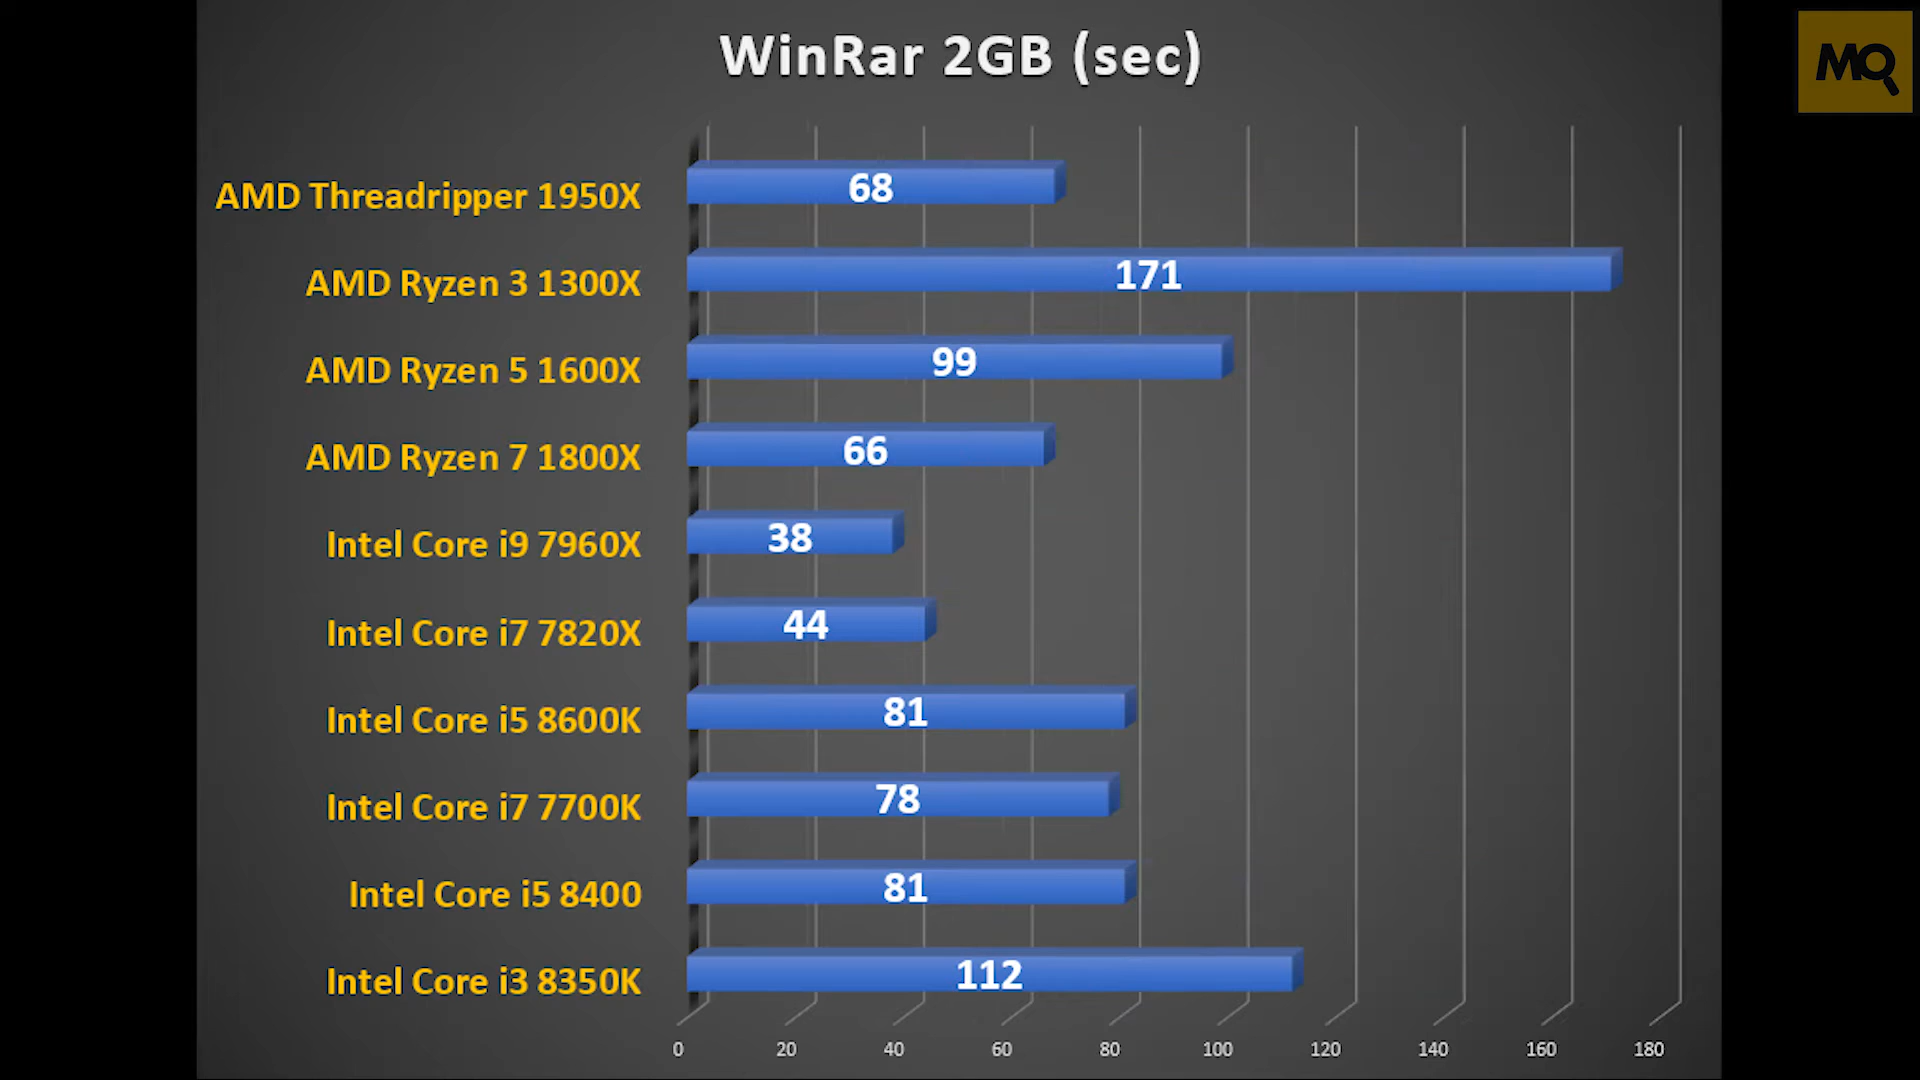 WinRar 2GB (sec)
MQ
AMD Threadripper 1950X 68
AMD Ryzen 3 1300X 171
AMD Ryzen 5 1600X 99
AMD Ryzen 7 1800X 66
Intel Core i9 7960X 38
Intel Core i7 7820X 44
Intel Core i5 8600K 81
Intel Core i7 7700K 78
Intel Core i5 8400 81
Intel Core i3 8350K 112
0 20 40 60 80 100 120 140 160 180